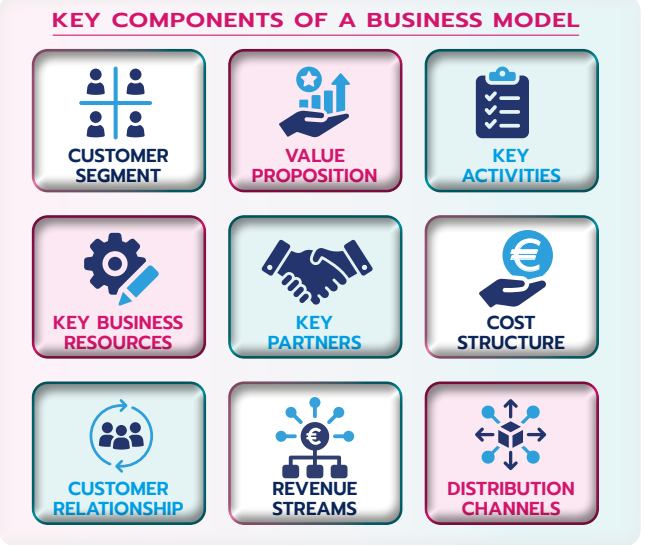 KEY COMPONENTS OF A BUSINESS MODEL
CUSTOMER
SEGMENT
VALUE
PROPOSITION
KEY
ACTIVITIES
KEY BUSINESS
RESOURCES
KEY
PARTNERS
€
COST
STRUCTURE
CUSTOMER
RELATIONSHIP
€
REVENUE
STREAMS
DISTRIBUTION
CHANNELS